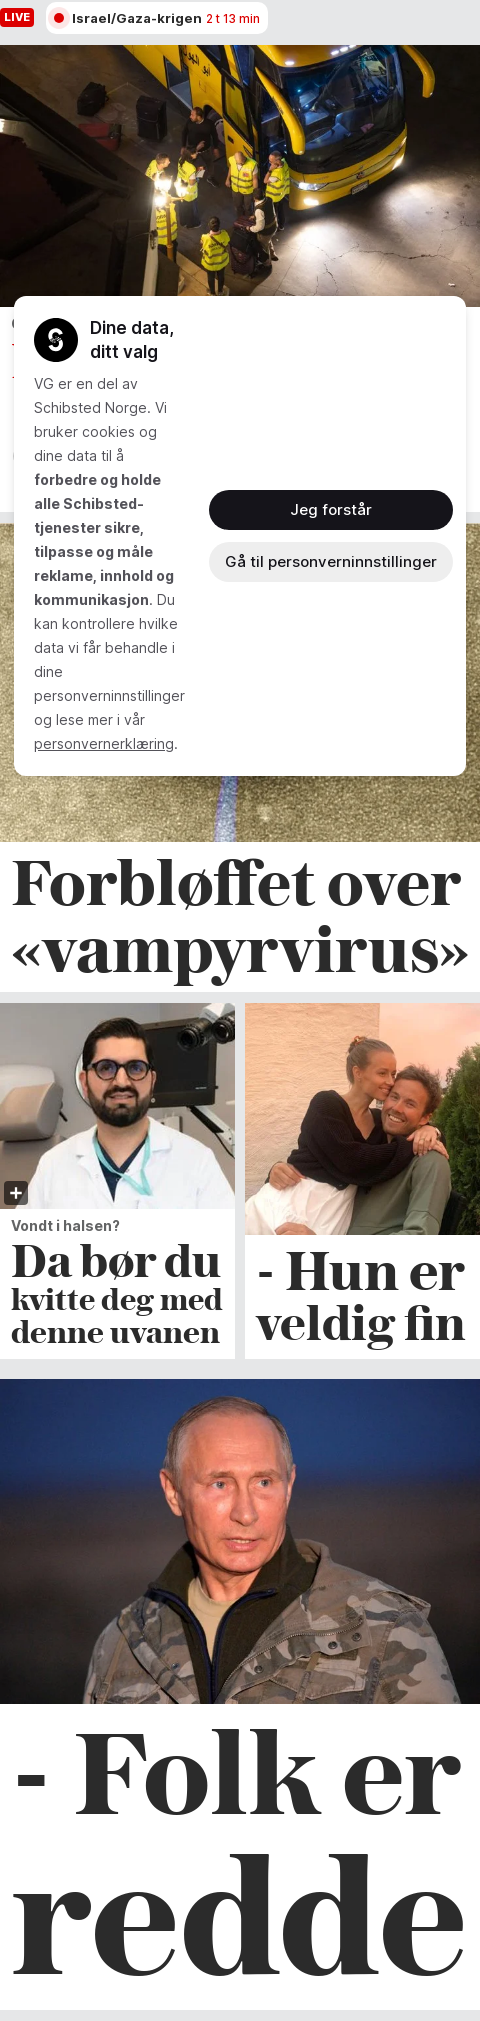 LIVE
Israel/Gaza-krigen 2 t 13 min
Dine data,
ditt valg
VG er en del av
Schibsted Norge. Vi
bruker cookies og
dine data til å
forbedre og holde
alle Schibsted-
tjenester sikre,
tilpasse og måle
reklame, innhold og
kommunikasjon. Du
kan kontrollere hvilke
data vi får behandle i
dine
personverninnstillinger
og lese mer i vår
personvernerklæring.
Jeg forstår
Gå til personverninnstillinger
Forbløffet over
«vampyrvirus»
Vondt i halsen?
Da bør du
kvitte deg med
denne uvanen
- Hun er
veldig fin
- Folk er
redde